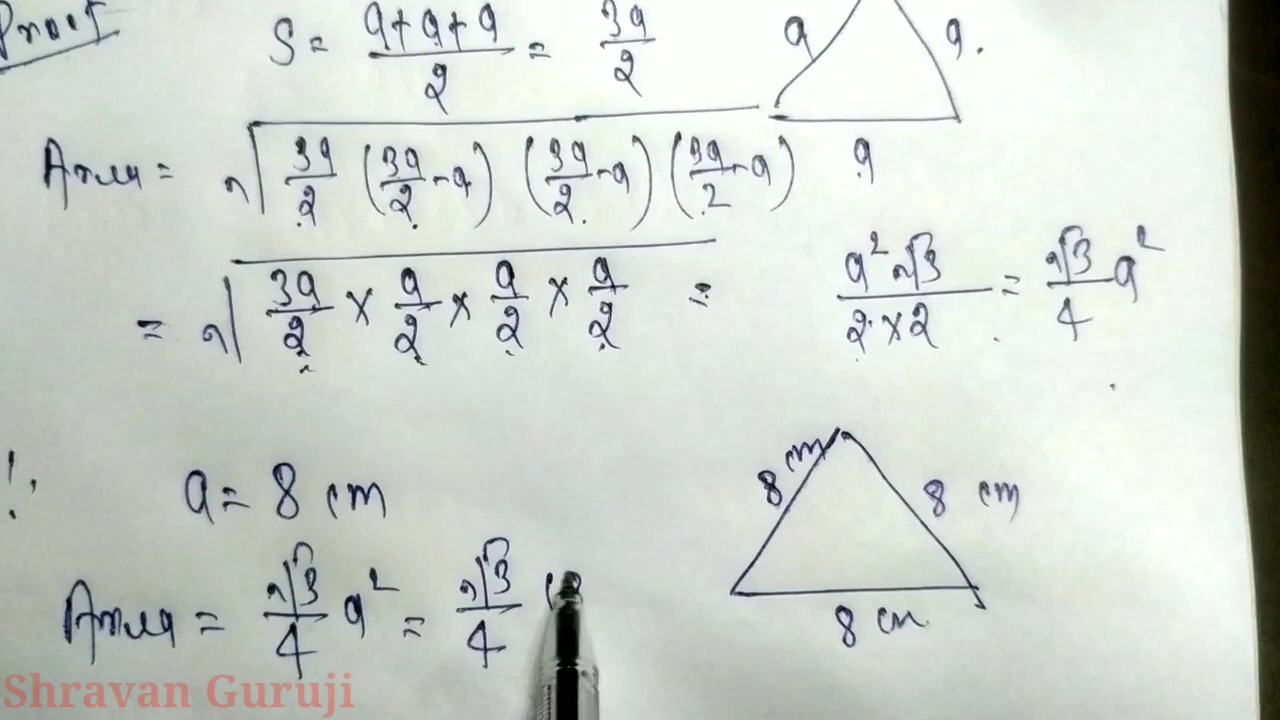 Proof
S = a+a+a/2 = 3a/2
a
a.
a
Area = √(3a/2 (3a/2 - a) (3a/2 - a) (3a/2 - a))
= √(3a/2 × a/2 × a/2 × a/2) = a²√3/2×2 = √3/4 a²
a = 8 cm
8 cm
8 cm
8 cm
Area = √3/4 a² = √3/4 (
Shravan Guruji